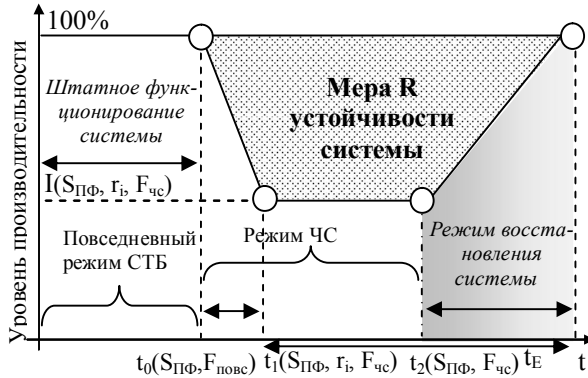 Уровень производительности
100%
Штатное функ-
ционирование
системы
Мера R
устойчивости
системы
I(SПФ, ri, Fчс)
Повседневный
режим СТБ
Режим ЧС
Режим восста-
новления
системы
t0(SПФ,Fповс)
t1(SПФ, ri, Fчс)
t2(SПФ, Fчс)
tE
t